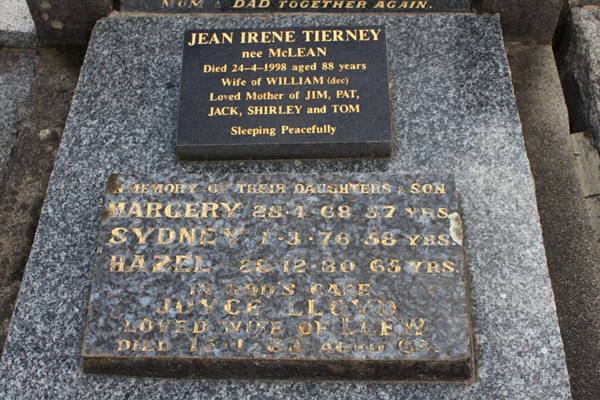 MUM & DAD TOGETHER AGAIN.
JEAN IRENE TIERNEY
nee McLEAN
Died 24-4-1998 aged 88 years
Wife of WILLIAM (dec)
Loved Mother of JIM, PAT,
JACK, SHIRLEY and TOM
Sleeping Peacefully
IN MEMORY OF THEIR DAUGHTERS & SON
MARGERY 28·4·68 57 YRS.
SYDNEY 1·3·76 58 YRS.
HAZEL 28·12·80 65 YRS.
IN GOD'S CARE
JOYCE LLOYD
LOVED WIFE OF LLEW
DIED AGED